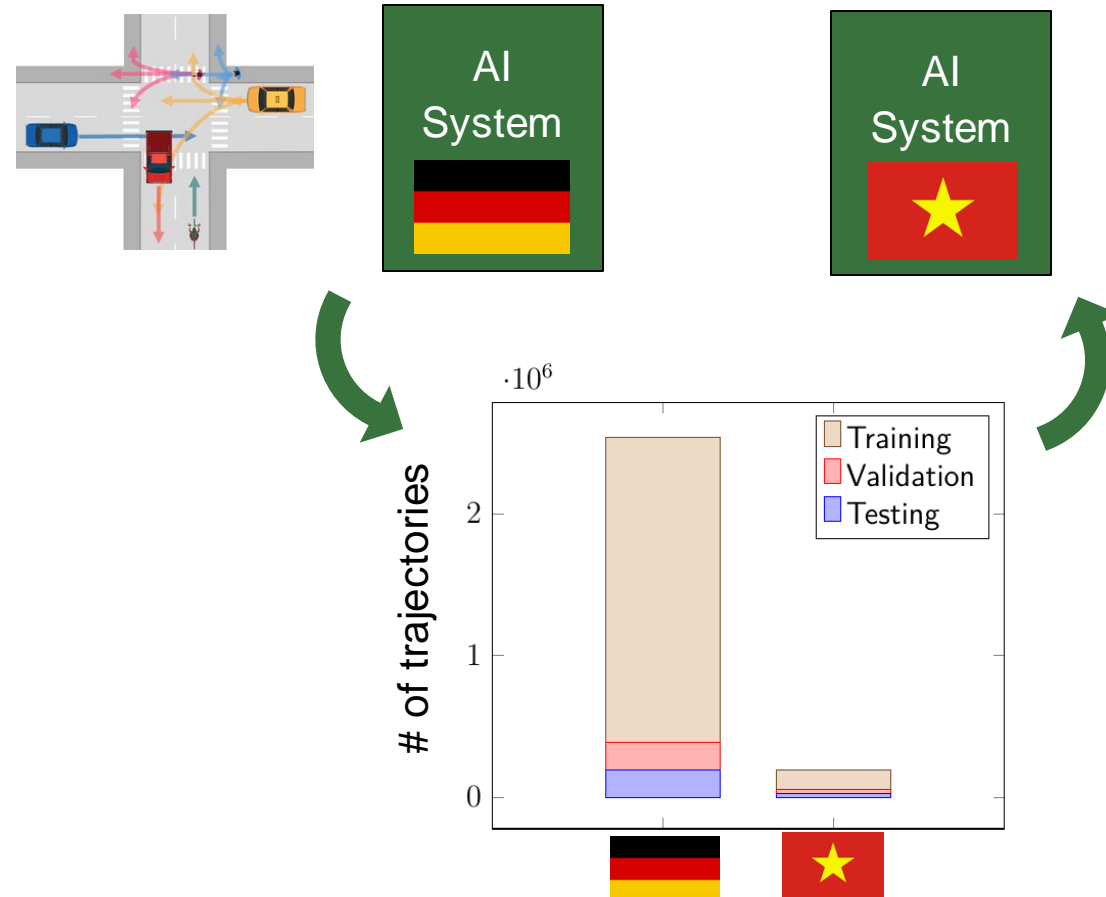 AI
System
AI
System
·10⁶
Training
Validation
Testing
# of trajectories
2
1
0